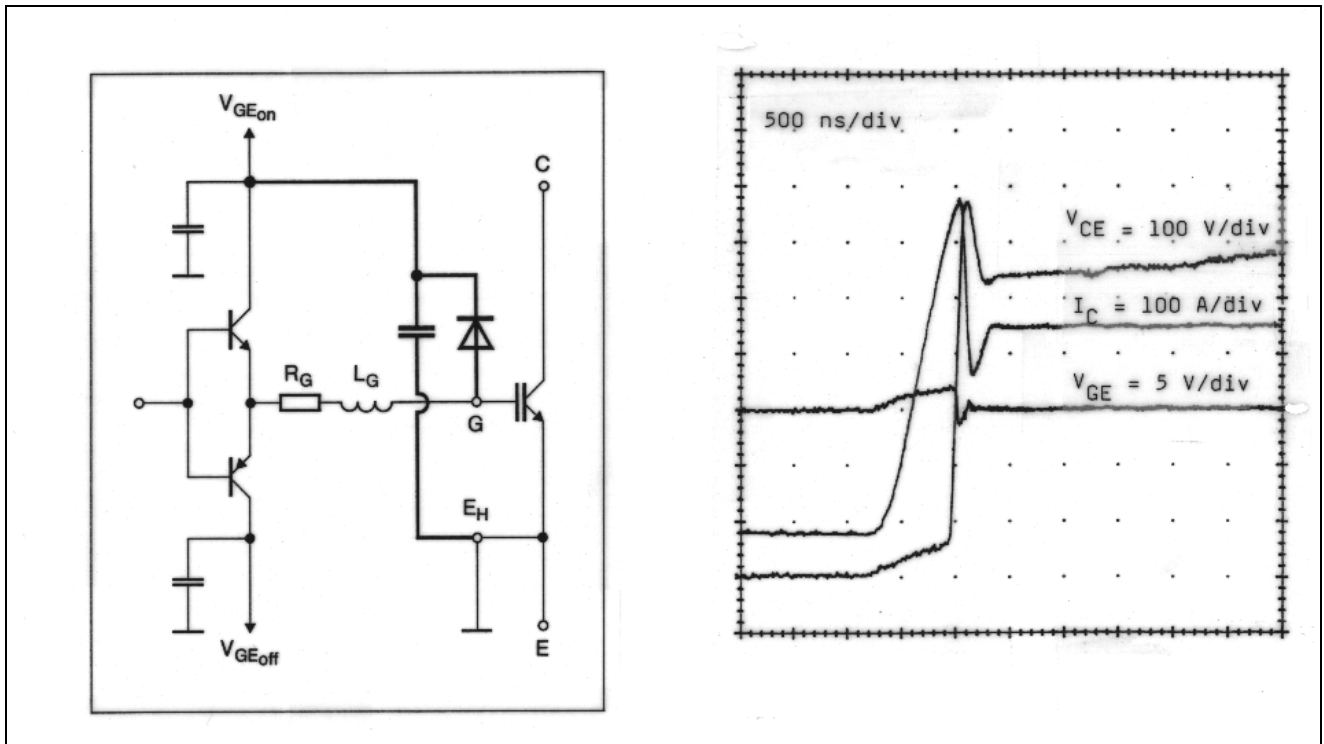 V_GEon
C
R_G
L_G
G
E_H
E
V_GEoff
500 ns/div
V_CE = 100 V/div
I_C = 100 A/div
V_GE = 5 V/div